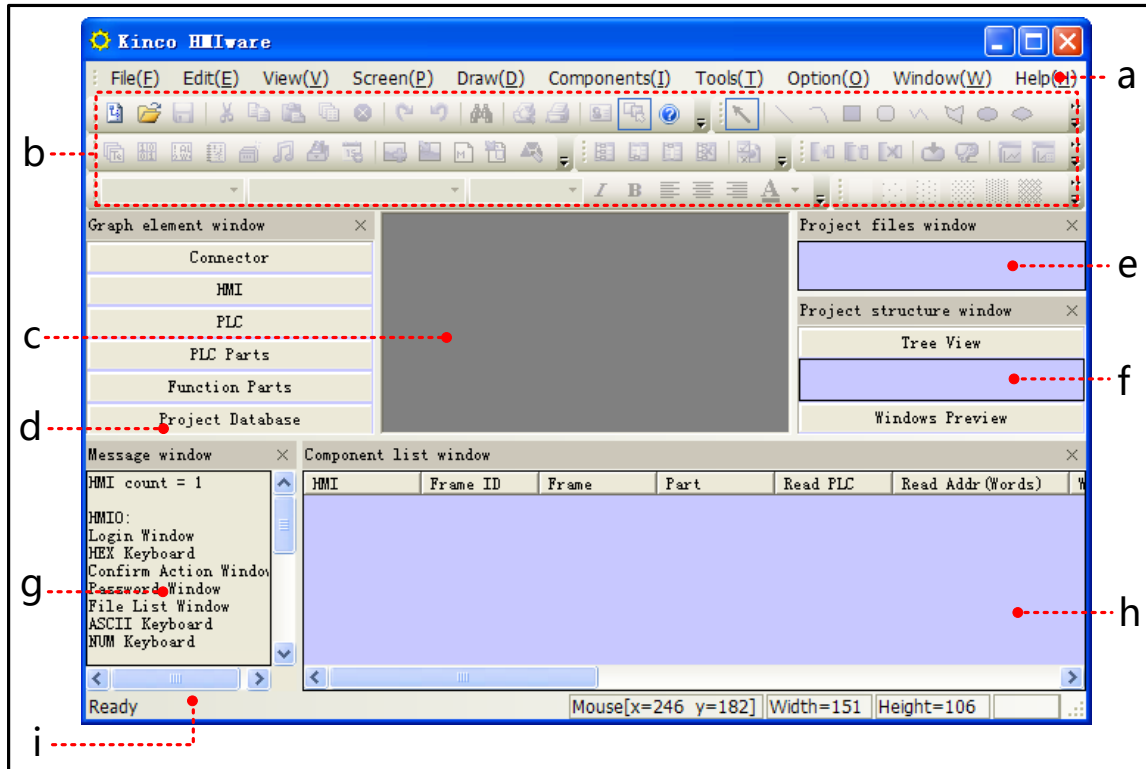 Kinco HMIware
File(F) Edit(E) View(V) Screen(P) Draw(D) Components(I) Tools(T) Option(O) Window(W) Help(H)
a
b
I B A
Graph element window
Connector
HMI
PLC
PLC Parts
Function Parts
Project Database
c
d
Project files window
e
Project structure window
Tree View
f
Windows Preview
Message window
HMI count = 1
HMI0:
Login Window
HEX Keyboard
Confirm Action Window
Password Window
File List Window
ASCII Keyboard
NUM Keyboard
g
Component list window
HMI Frame ID Frame Part Read PLC Read Addr(Words) W
h
Ready Mouse[x=246 y=182] Width=151 Height=106
i